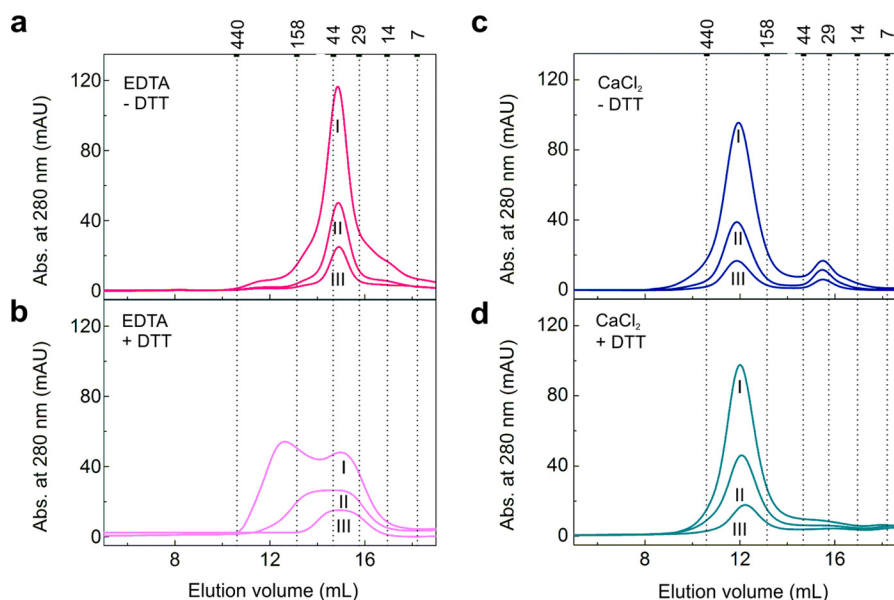 a
440 158 44 29 14 7
EDTA
- DTT
I
II
III
Abs. at 280 nm (mAU)
120
80
40
0
b
EDTA
+ DTT
I
II
III
Abs. at 280 nm (mAU)
120
80
40
0
8 12 16
Elution volume (mL)
c
440 158 44 29 14 7
CaCl₂
- DTT
I
II
III
Abs. at 280 nm (mAU)
120
80
40
0
d
CaCl₂
+ DTT
I
II
III
Abs. at 280 nm (mAU)
120
80
40
0
8 12 16
Elution volume (mL)